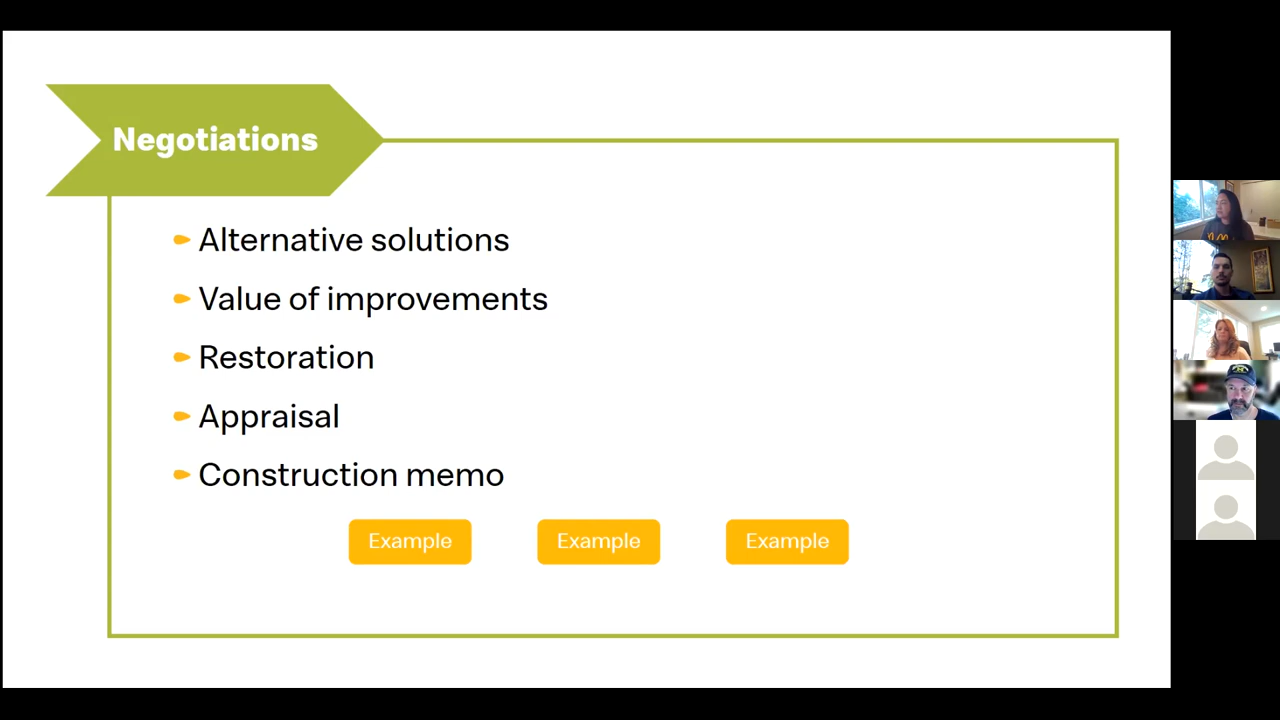 Negotiations
Alternative solutions
Value of improvements
Restoration
Appraisal
Construction memo
Example Example Example